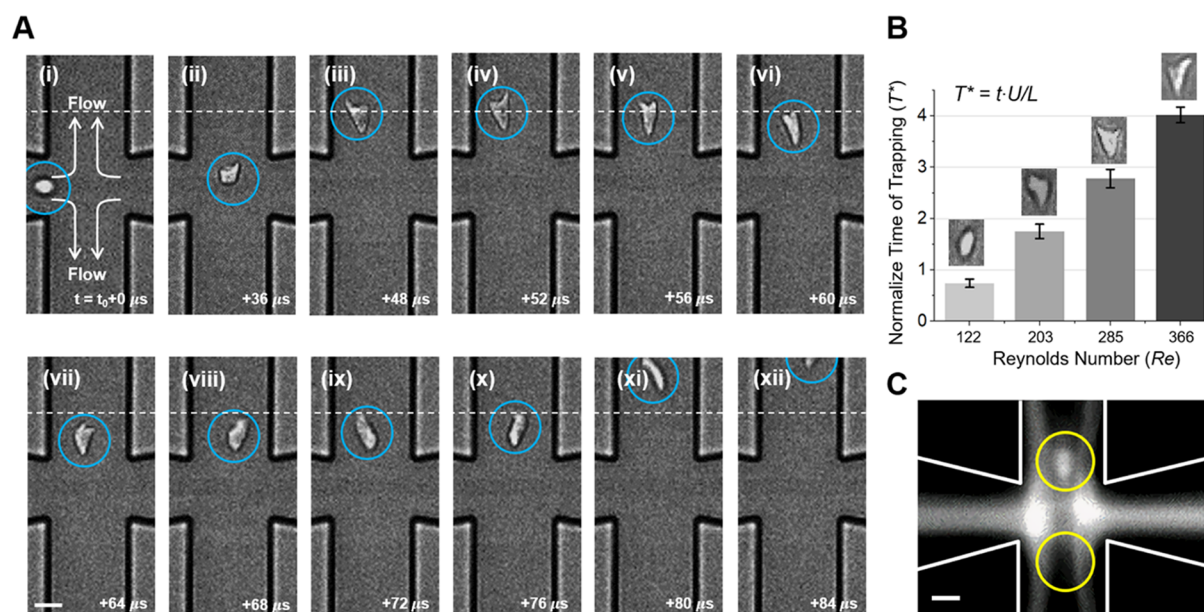 A
(i)
Flow
Flow
t = t₀+0 μs
(ii)
+36 μs
(iii)
+48 μs
(iv)
+52 μs
(v)
+56 μs
(vi)
+60 μs
(vii)
+64 μs
(viii)
+68 μs
(ix)
+72 μs
(x)
+76 μs
(xi)
+80 μs
(xii)
+84 μs
B
Normalize Time of Trapping (T*)
T* = t·U/L
4
3
2
1
0
122 203 285 366
Reynolds Number (Re)
C